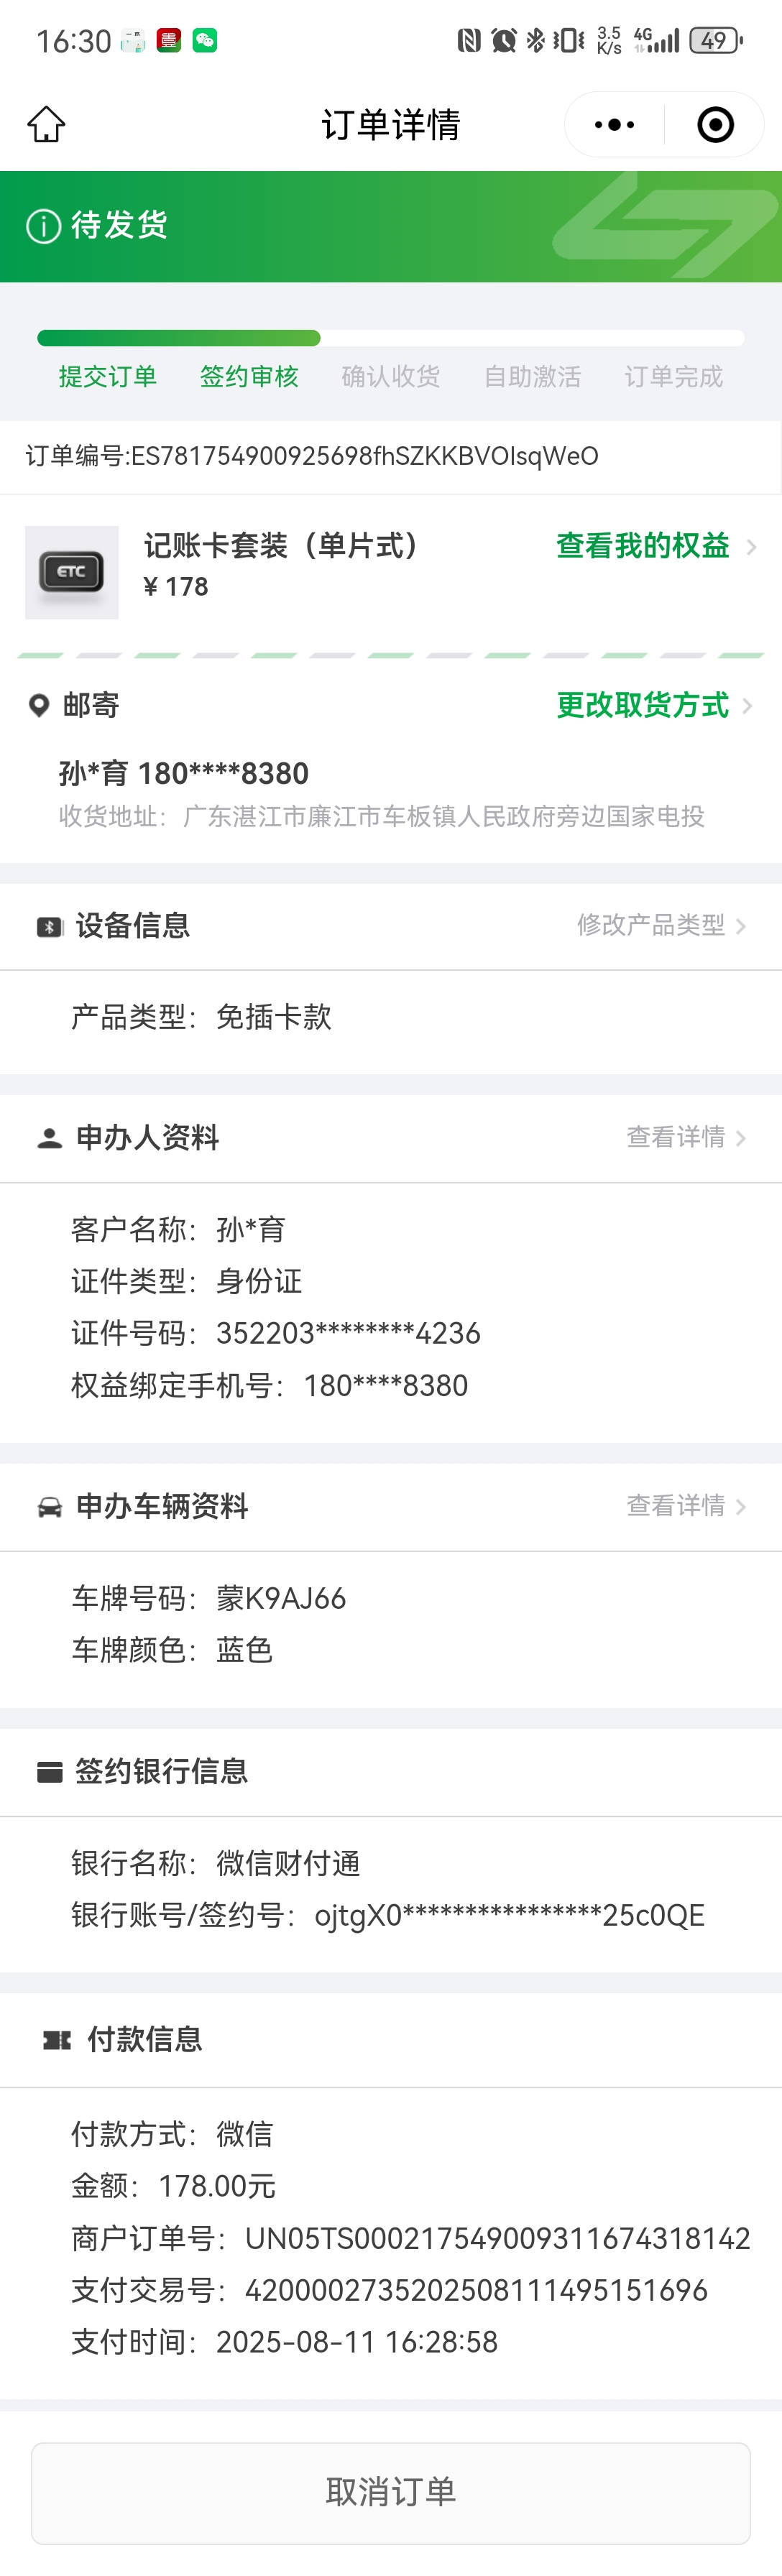 16:30
3.5 K/s 4G 49
订单详情
待发货
提交订单 签约审核 确认收货 自助激活 订单完成
订单编号:ES781754900925698fhSZKKBVOIsqWeO
ETC
记账卡套装（单片式） 查看我的权益
¥ 178
邮寄 更改取货方式
孙*育 180****8380
收货地址：广东湛江市廉江市车板镇人民政府旁边国家电投
设备信息 修改产品类型
产品类型：免插卡款
申办人资料 查看详情
客户名称：孙*育
证件类型：身份证
证件号码：352203********4236
权益绑定手机号：180****8380
申办车辆资料 查看详情
车牌号码：蒙K9AJ66
车牌颜色：蓝色
签约银行信息
银行名称：微信财付通
银行账号/签约号：ojtgX0****************25c0QE
付款信息
付款方式：微信
金额：178.00元
商户订单号：UN05TS0002175490093116743​18142
支付交易号：4200002735202508111495151696
支付时间：2025-08-11 16:28:58
取消订单